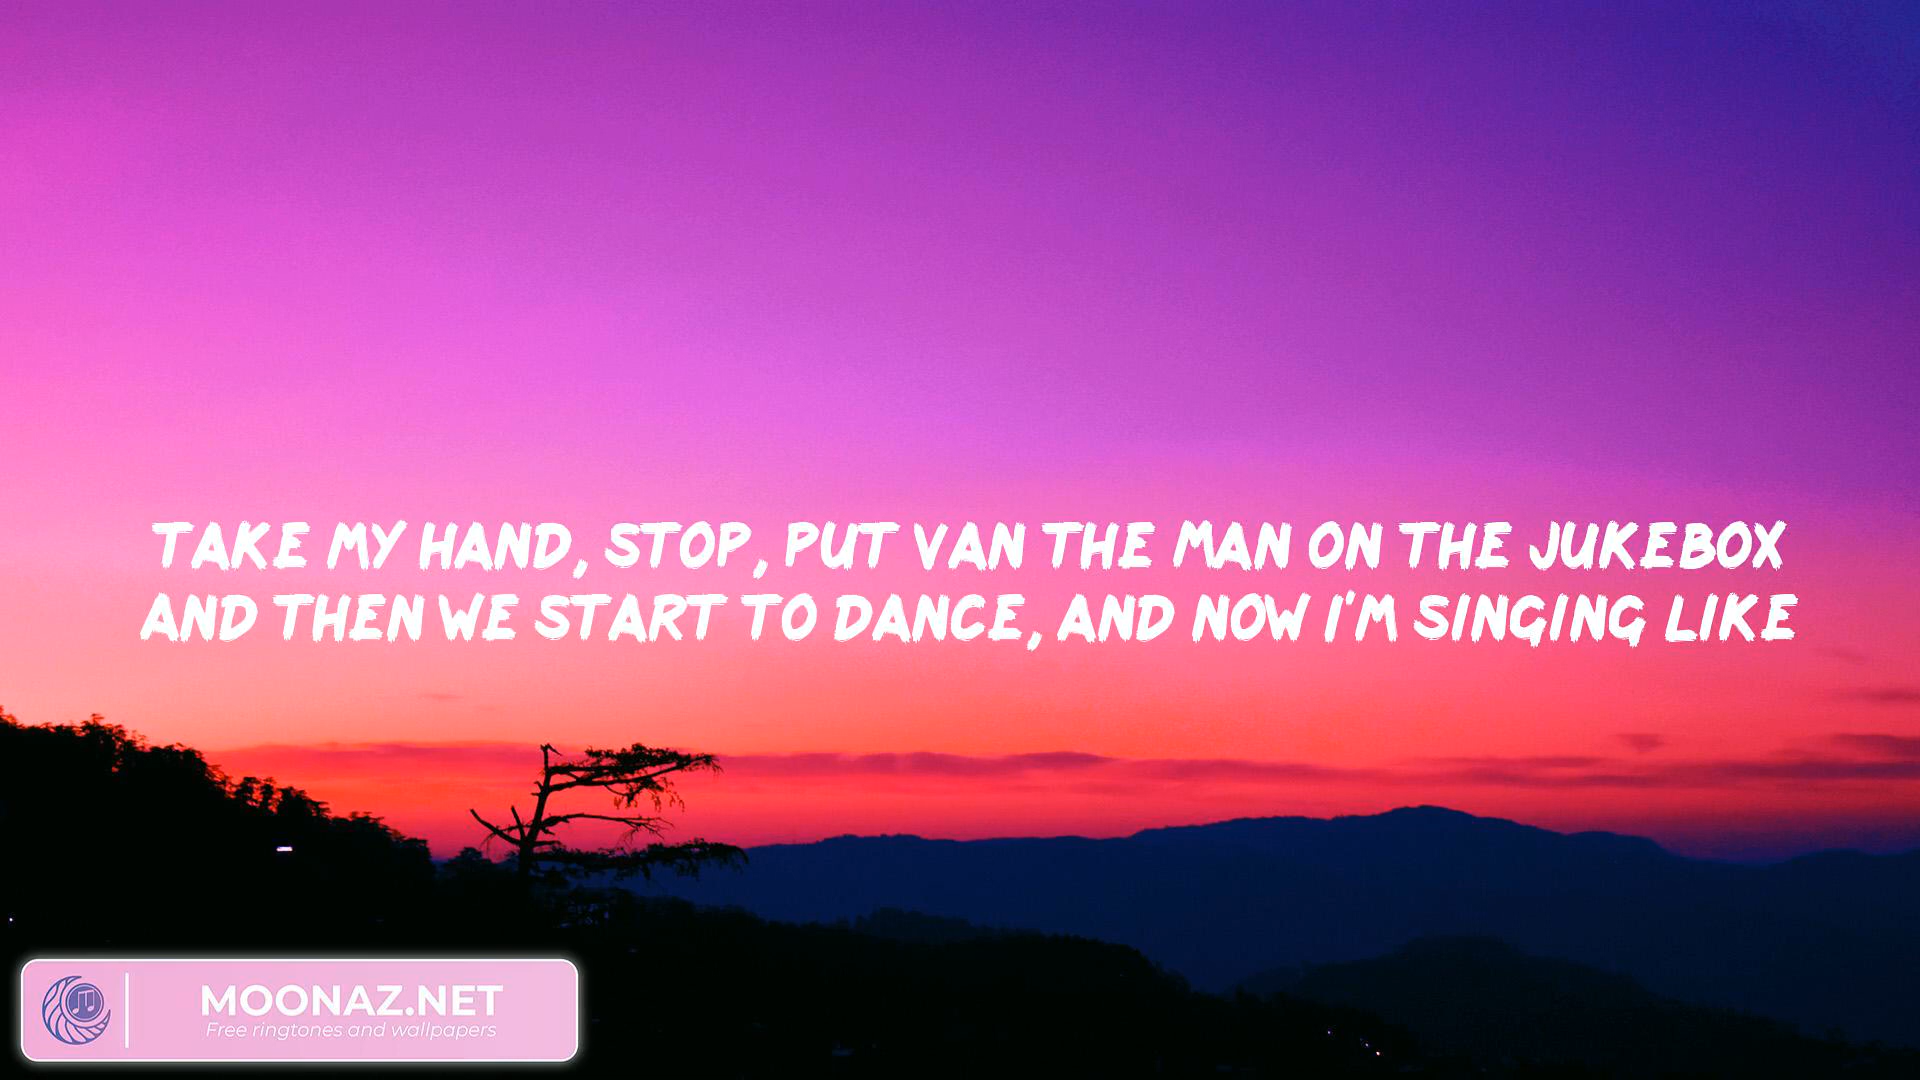 TAKE MY HAND, STOP, PUT VAN THE MAN ON THE JUKEBOX
AND THEN WE START TO DANCE, AND NOW I'M SINGING LIKE
MOONAZ.NET
Free ringtones and wallpapers